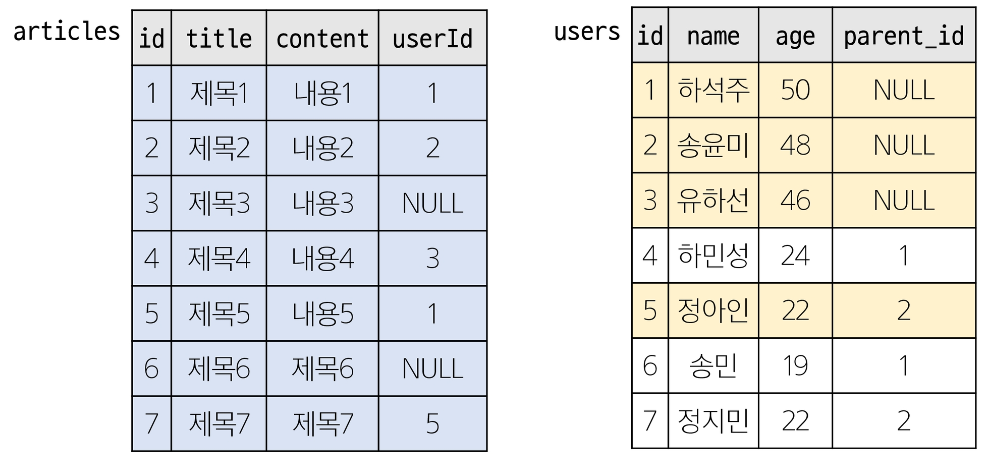 articles
id title content userId
1 제목1 내용1 1
2 제목2 내용2 2
3 제목3 내용3 NULL
4 제목4 내용4 3
5 제목5 내용5 1
6 제목6 제목6 NULL
7 제목7 제목7 5
users
id name age parent_id
1 하석주 50 NULL
2 송윤미 48 NULL
3 유하선 46 NULL
4 하민성 24 1
5 정아인 22 2
6 송민 19 1
7 정지민 22 2